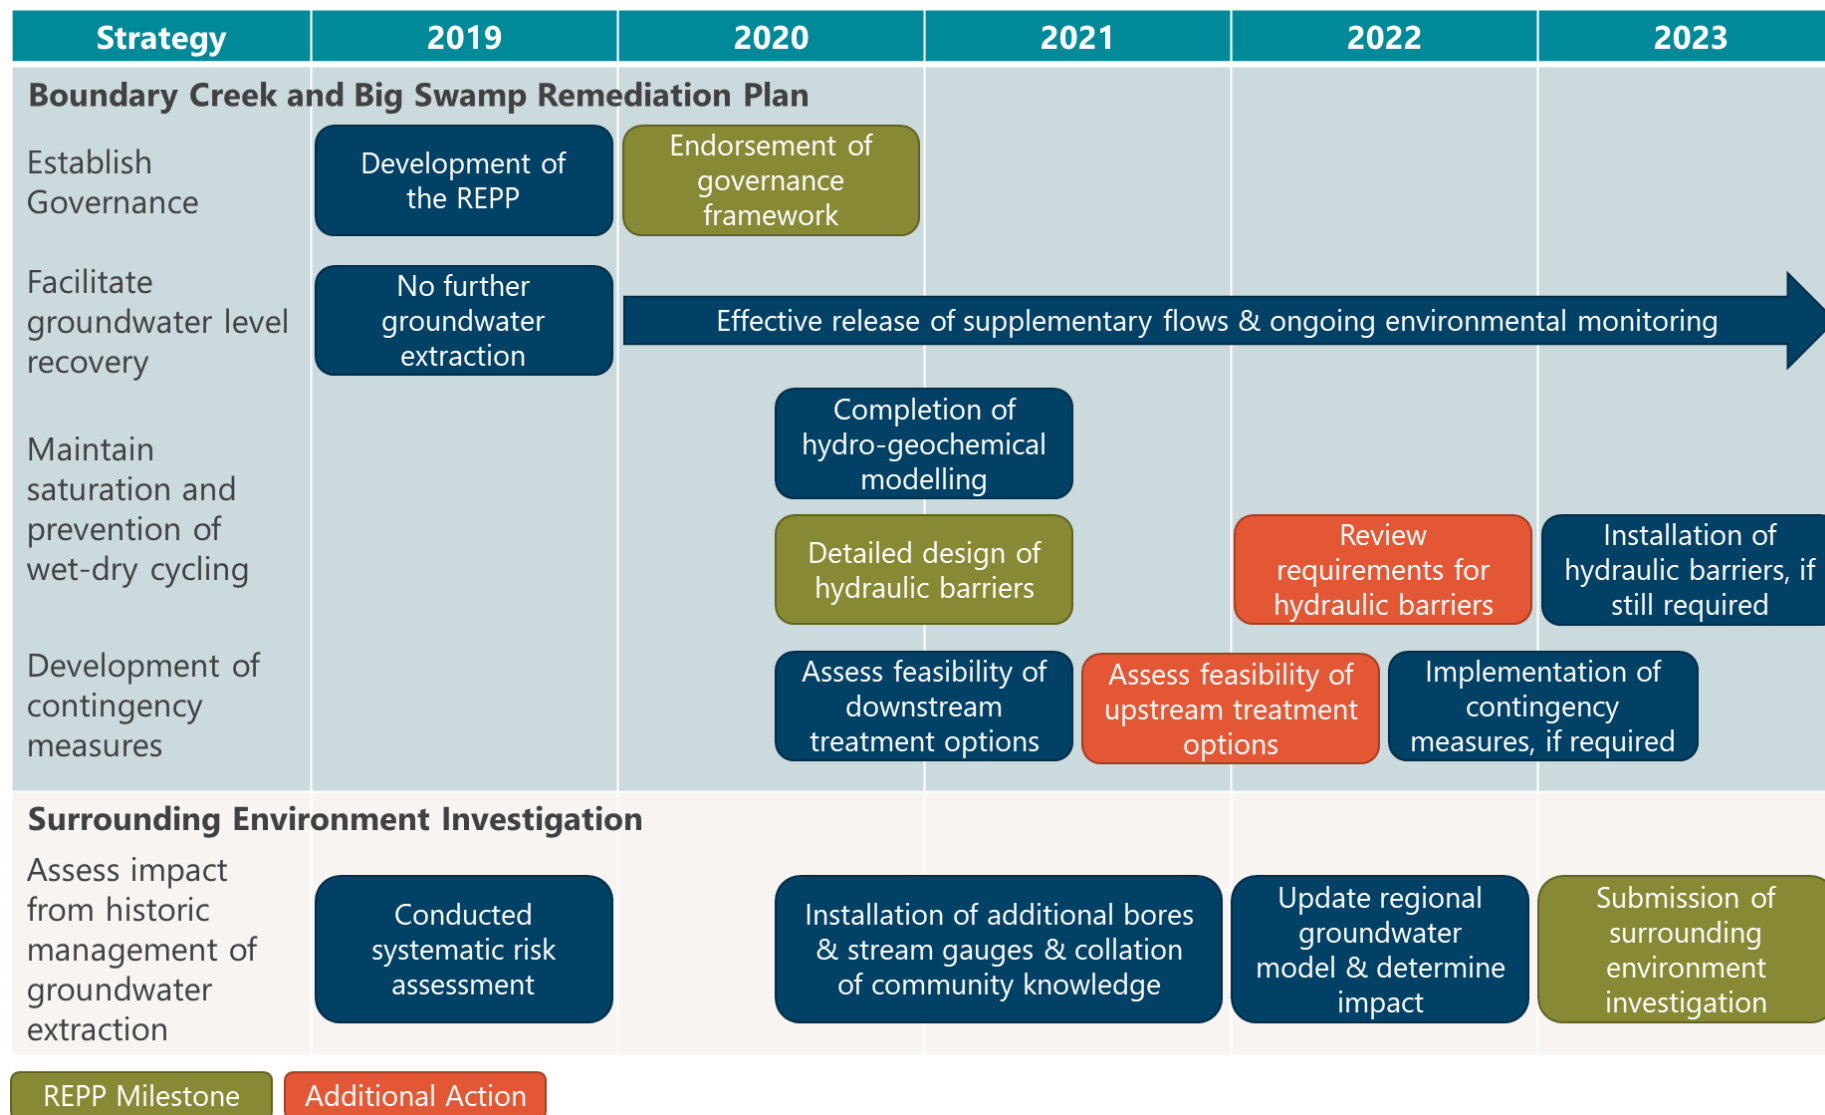 Strategy
2019
2020
2021
2022
2023
Boundary Creek and Big Swamp Remediation Plan
Establish
Governance
Development of
the REPP
Endorsement of
governance
framework
Facilitate
groundwater level
recovery
No further
groundwater
extraction
Effective release of supplementary flows & ongoing environmental monitoring
Maintain
saturation and
prevention of
wet-dry cycling
Completion of
hydro-geochemical
modelling
Detailed design of
hydraulic barriers
Review
requirements for
hydraulic barriers
Installation of
hydraulic barriers, if
still required
Development of
contingency
measures
Assess feasibility of
downstream
treatment options
Assess feasibility of
upstream treatment
options
Implementation of
contingency
measures, if required
Surrounding Environment Investigation
Assess impact
from historic
management of
groundwater
extraction
Conducted
systematic risk
assessment
Installation of additional bores
& stream gauges & collation
of community knowledge
Update regional
groundwater
model & determine
impact
Submission of
surrounding
environment
investigation
REPP Milestone
Additional Action